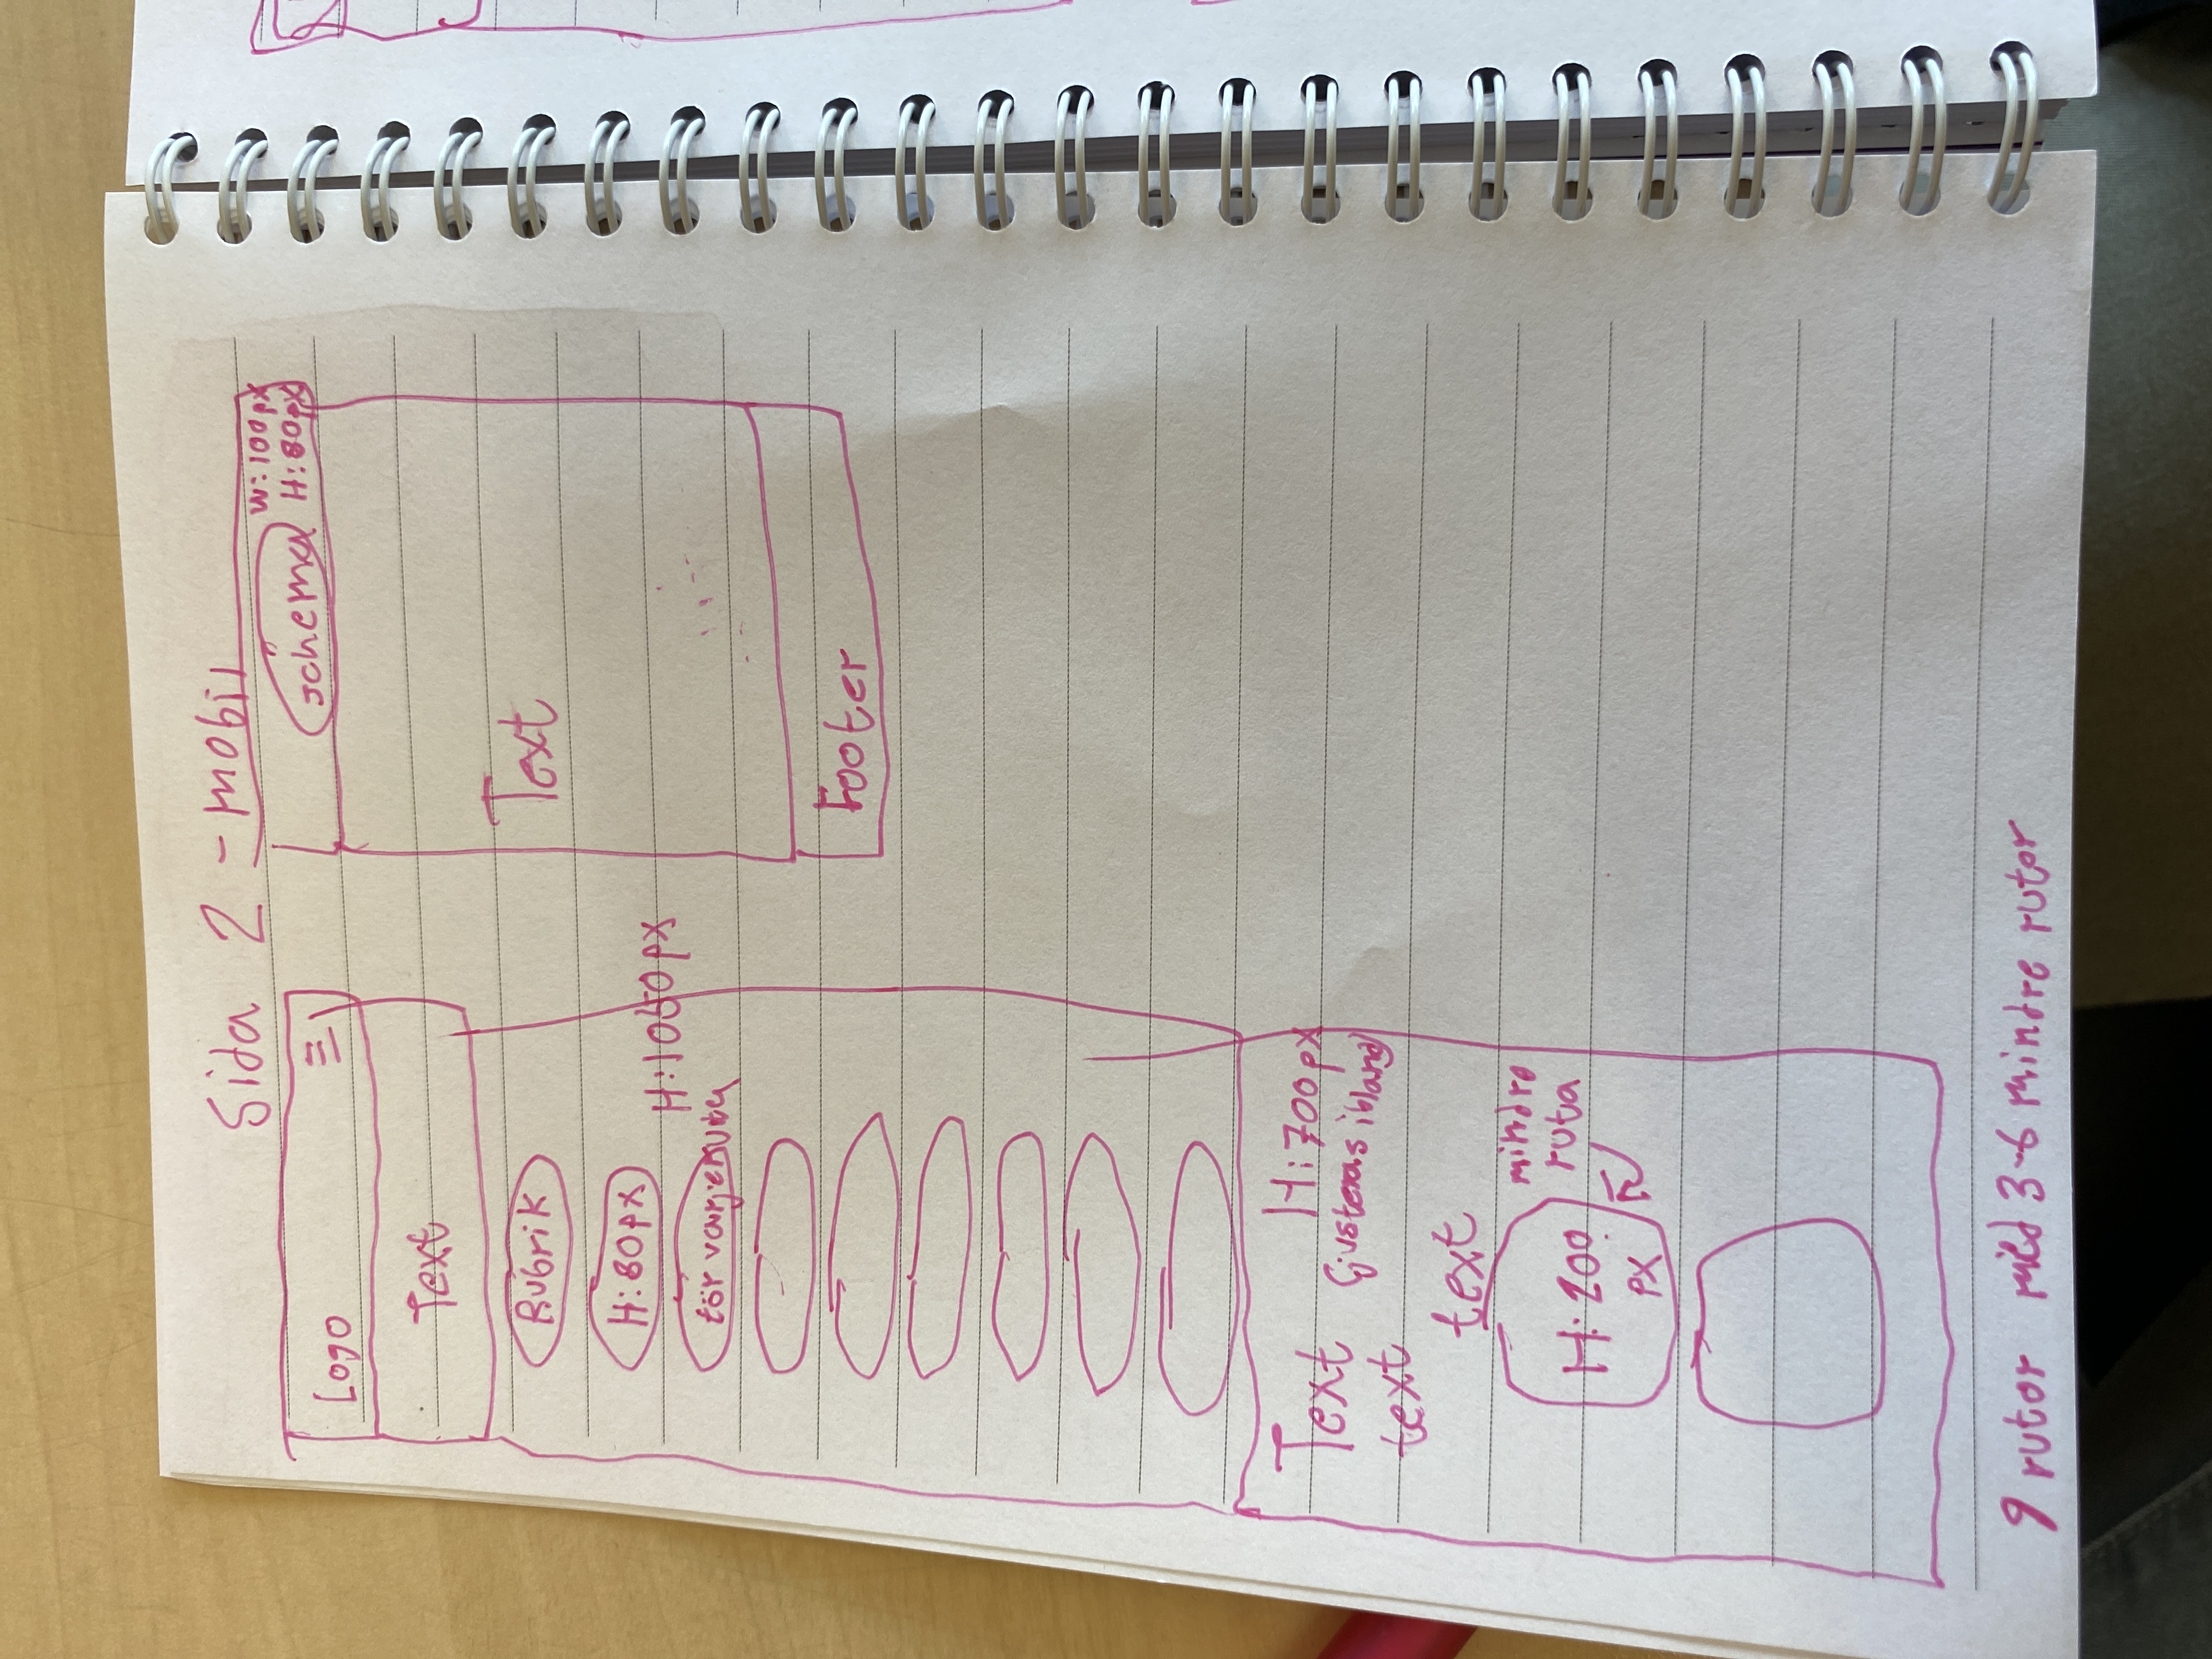 Sida 2 - mobil
Logo
Text
Rubrik
H:80px
för varje ruta
H:1050px
Text
H:700px
(justeras ibland)
text
text
H: 200
px
mindre
ruta
9 rutor med 3-6 mindre rutor
schema
W:100px
H:80px
Text
Footer